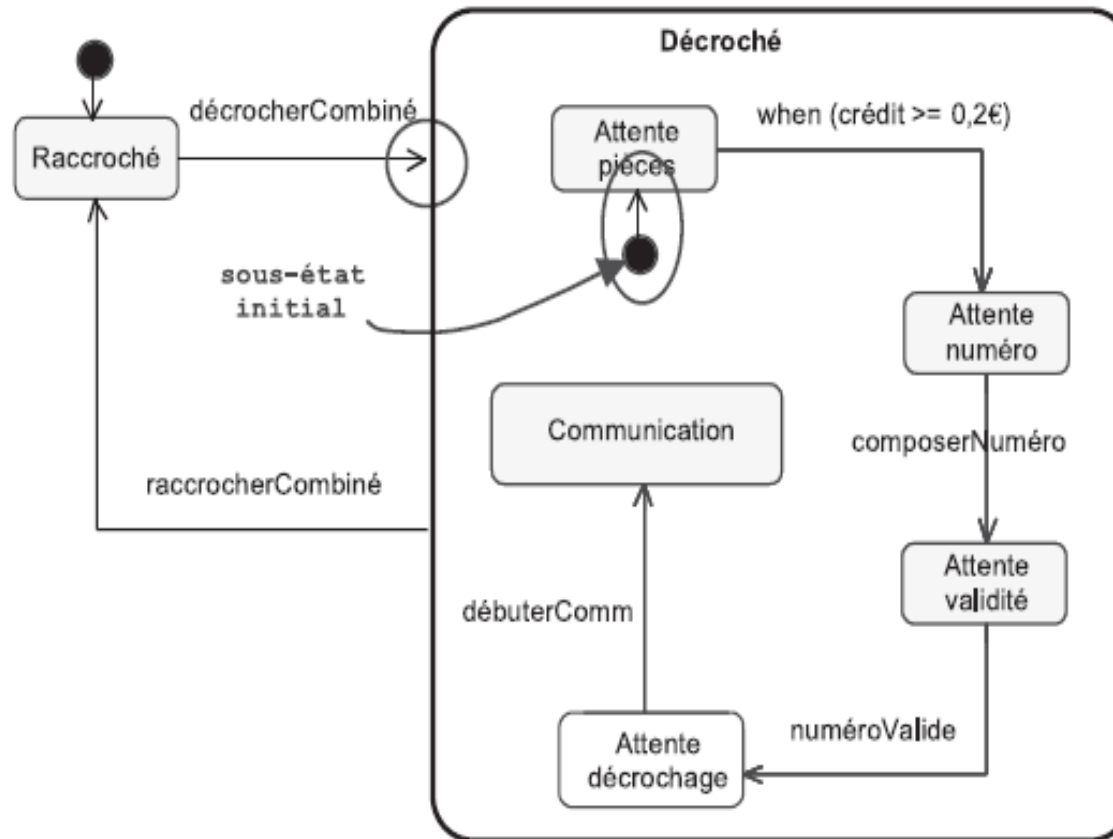 Décroché
décrocherCombiné
Raccroché
Attente
pièces
when (crédit >= 0,2€)
sous-état
initial
Attente
numéro
Communication
composerNuméro
raccrocherCombiné
Attente
validité
débuterComm
numéroValide
Attente
décrochage